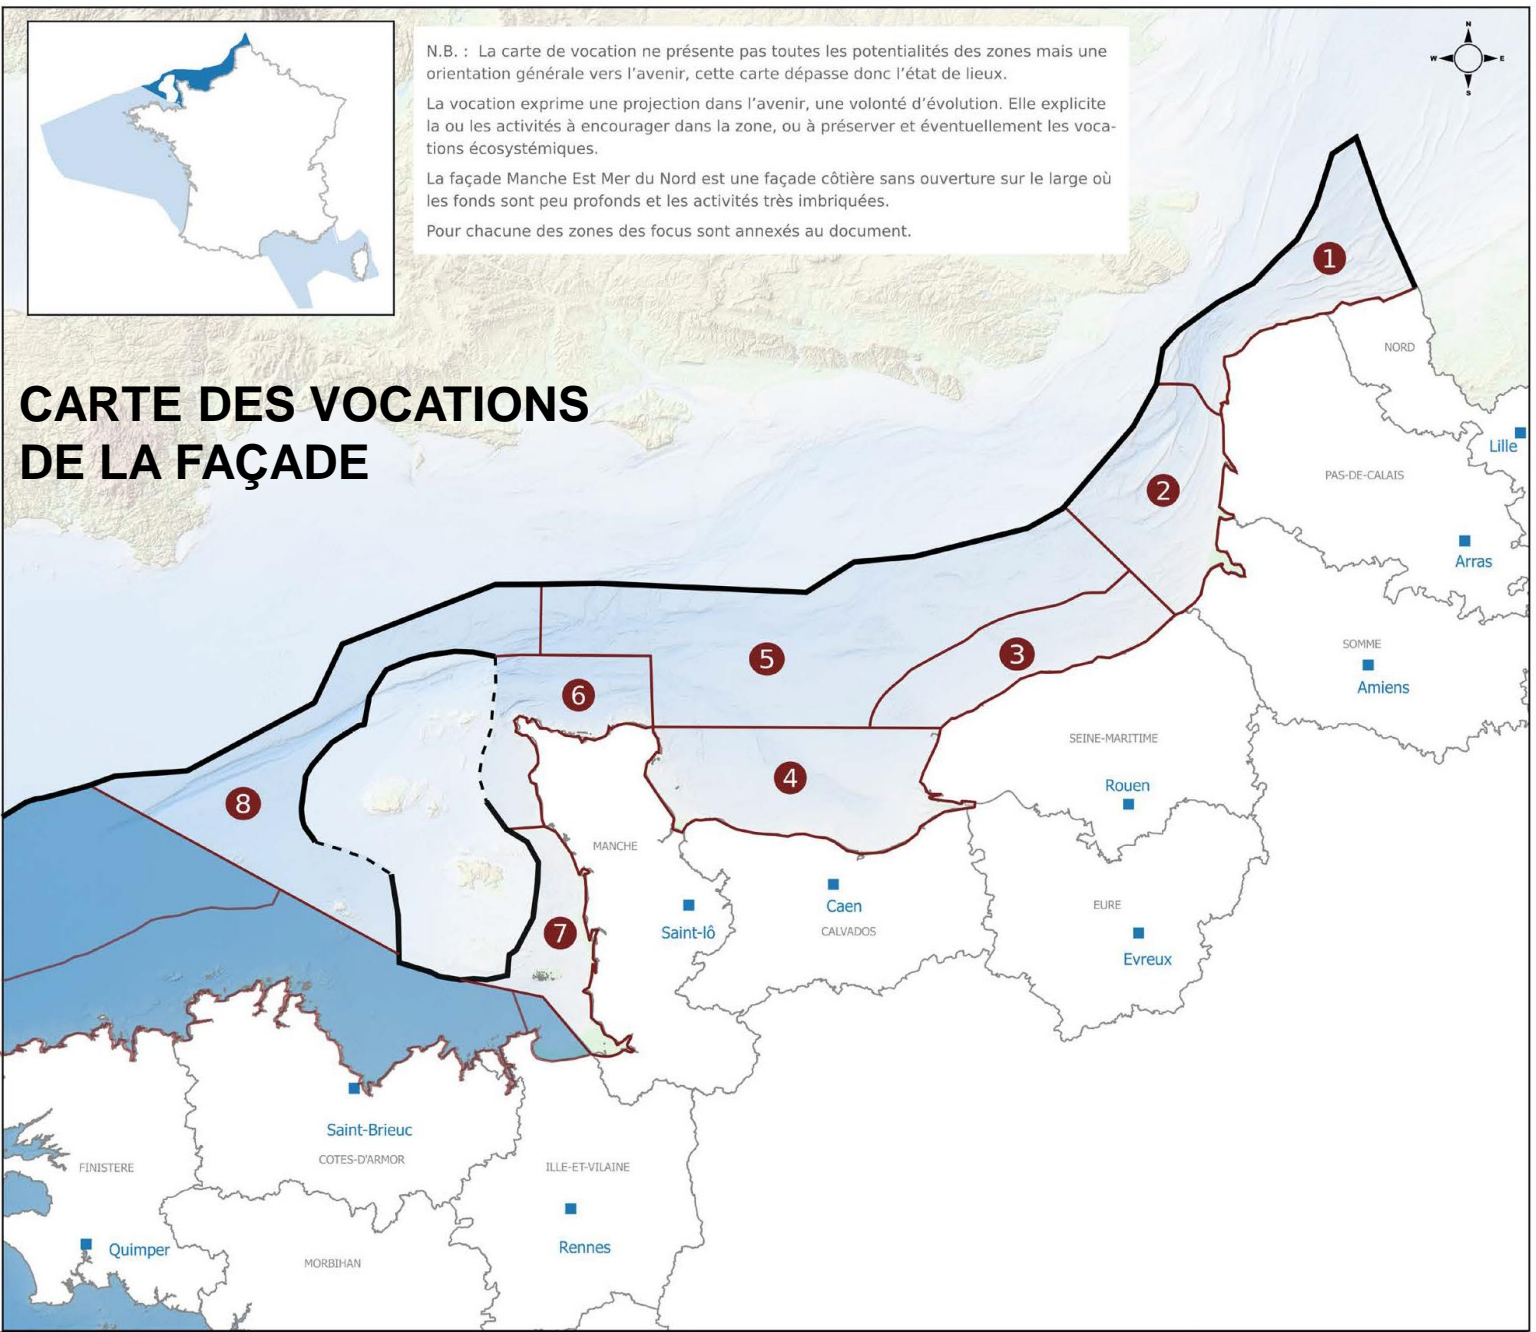 N.B. : La carte de vocation ne présente pas toutes les potentialités des zones mais une
orientation générale vers l'avenir, cette carte dépasse donc l'état de lieux.
La vocation exprime une projection dans l'avenir, une volonté d'évolution. Elle explicite
la ou les activités à encourager dans la zone, ou à préserver et éventuellement les voca-
tions écosystémiques.
La façade Manche Est Mer du Nord est une façade côtière sans ouverture sur le large où
les fonds sont peu profonds et les activités très imbriquées.
Pour chacune des zones des focus sont annexés au document.
N
W E
S
CARTE DES VOCATIONS
DE LA FAÇADE
1
NORD
Lille
2
PAS-DE-CALAIS
Arras
3
5
6
SOMME
Amiens
4
SEINE-MARITIME
Rouen
8
MANCHE
7
Saint-lô
Caen
CALVADOS
EURE
Evreux
Saint-Brieuc
COTES-D'ARMOR
FINISTERE
ILLE-ET-VILAINE
Quimper
Rennes
MORBIHAN